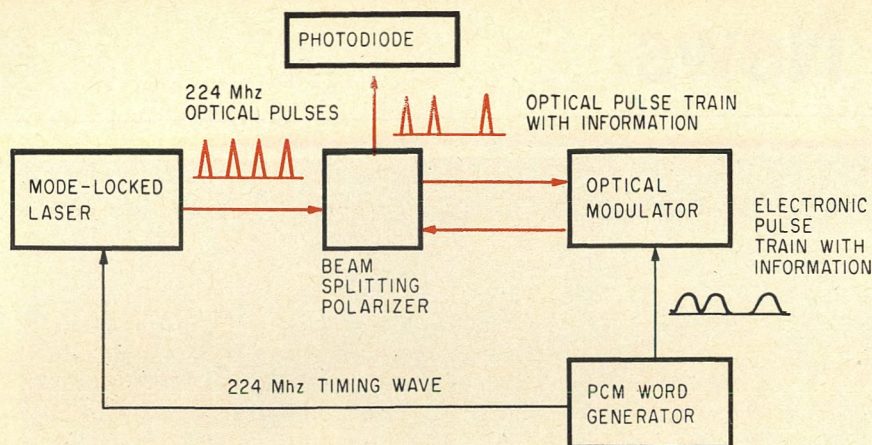 PHOTODIODE
224 Mhz
OPTICAL PULSES
OPTICAL PULSE TRAIN
WITH INFORMATION
MODE-LOCKED
LASER
OPTICAL
MODULATOR
ELECTRONIC
PULSE
TRAIN WITH
INFORMATION
BEAM
SPLITTING
POLARIZER
224 Mhz TIMING WAVE
PCM WORD
GENERATOR